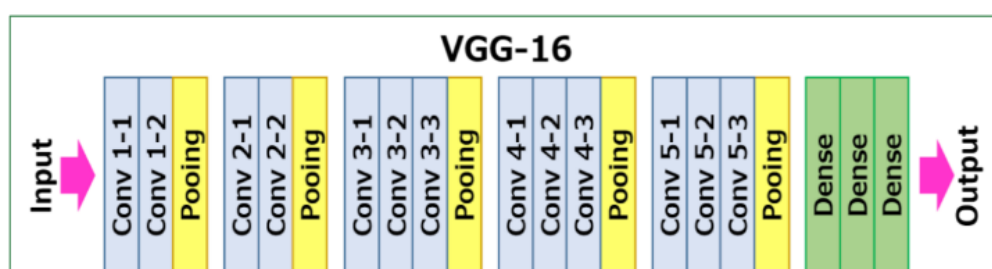 VGG-16
Input
Conv 1-1
Conv 1-2
Pooing
Conv 2-1
Conv 2-2
Pooing
Conv 3-1
Conv 3-2
Conv 3-3
Pooing
Conv 4-1
Conv 4-2
Conv 4-3
Pooing
Conv 5-1
Conv 5-2
Conv 5-3
Pooing
Dense
Dense
Dense
Output